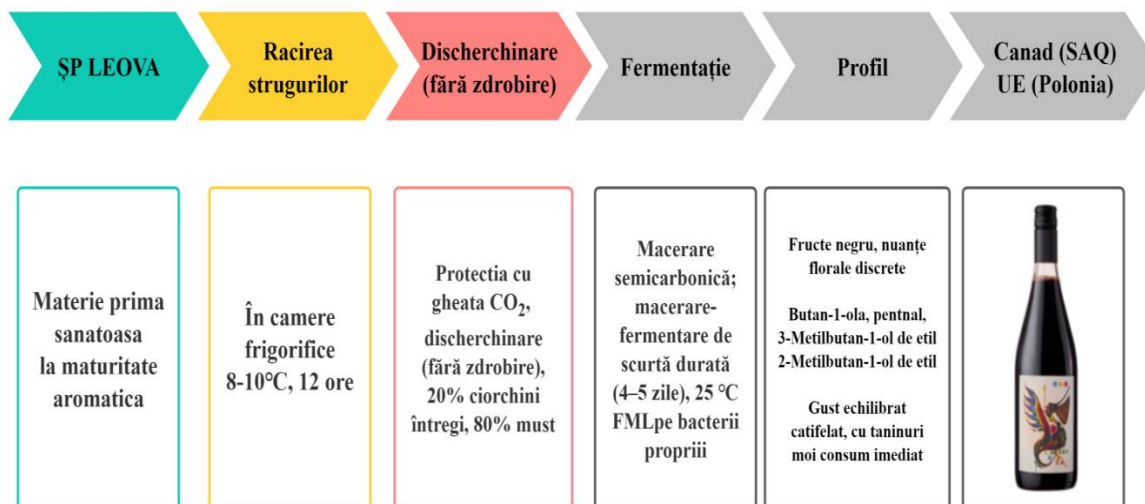 ȘP LEOVA
Racirea
strugurilor
Discherchinare
(fără zdrobire)
Fermentație
Profil
Canad (SAQ)
UE (Polonia)
Materie prima
sanatoasa
la maturitate
aromatica
În camere
frigorifice
8-10℃, 12 ore
Protectia cu
gheata CO₂,
discherchinare
(fără zdrobire),
20% ciorchini
întregi, 80% must
Macerare
semicarbonică;
macerare-
fermentare de
scurtă durată
(4–5 zile), 25 ℃
FMLpe bacterii
propriii
Fructe negru, nuanțe
florale discrete
Butan-1-ola, pentnal,
3-Metilbutan-1-ol de etil
2-Metilbutan-1-ol de etil
Gust echilibrat
catifelat, cu taninuri
moi consum imediat